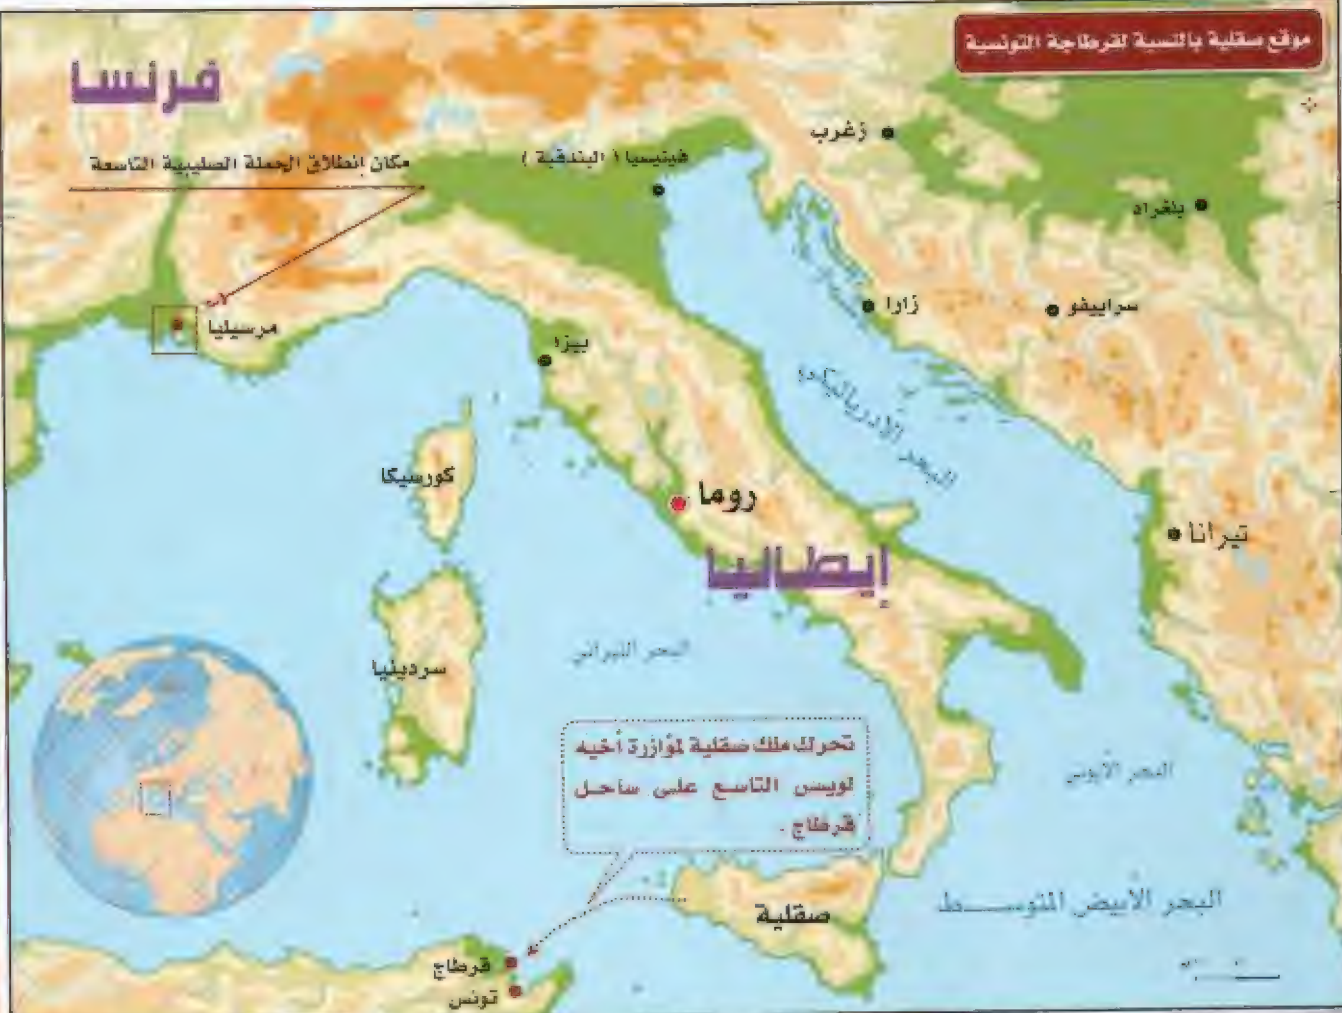 موقع صقلية بالنسبة لقرطاجة التونسية
فرنسا
زغرب
فينيسيا ( البندقية )
مكان إنطلاق الحملة الصليبية التاسعة
بلغراد
زارا
سراييفو
مرسيليا
بيزا
البحر الإدرياتيكي
كورسيكا
روما
تيرانا
إيطاليا
البحر التيراني
سردينيا
تحرك ملك صقلية لمؤازرة أخيه
لويس التاسع على ساحل
قرطاج .
البحر الأيوني
البحر الأبيض المتوسط
صقلية
قرطاج
تونس